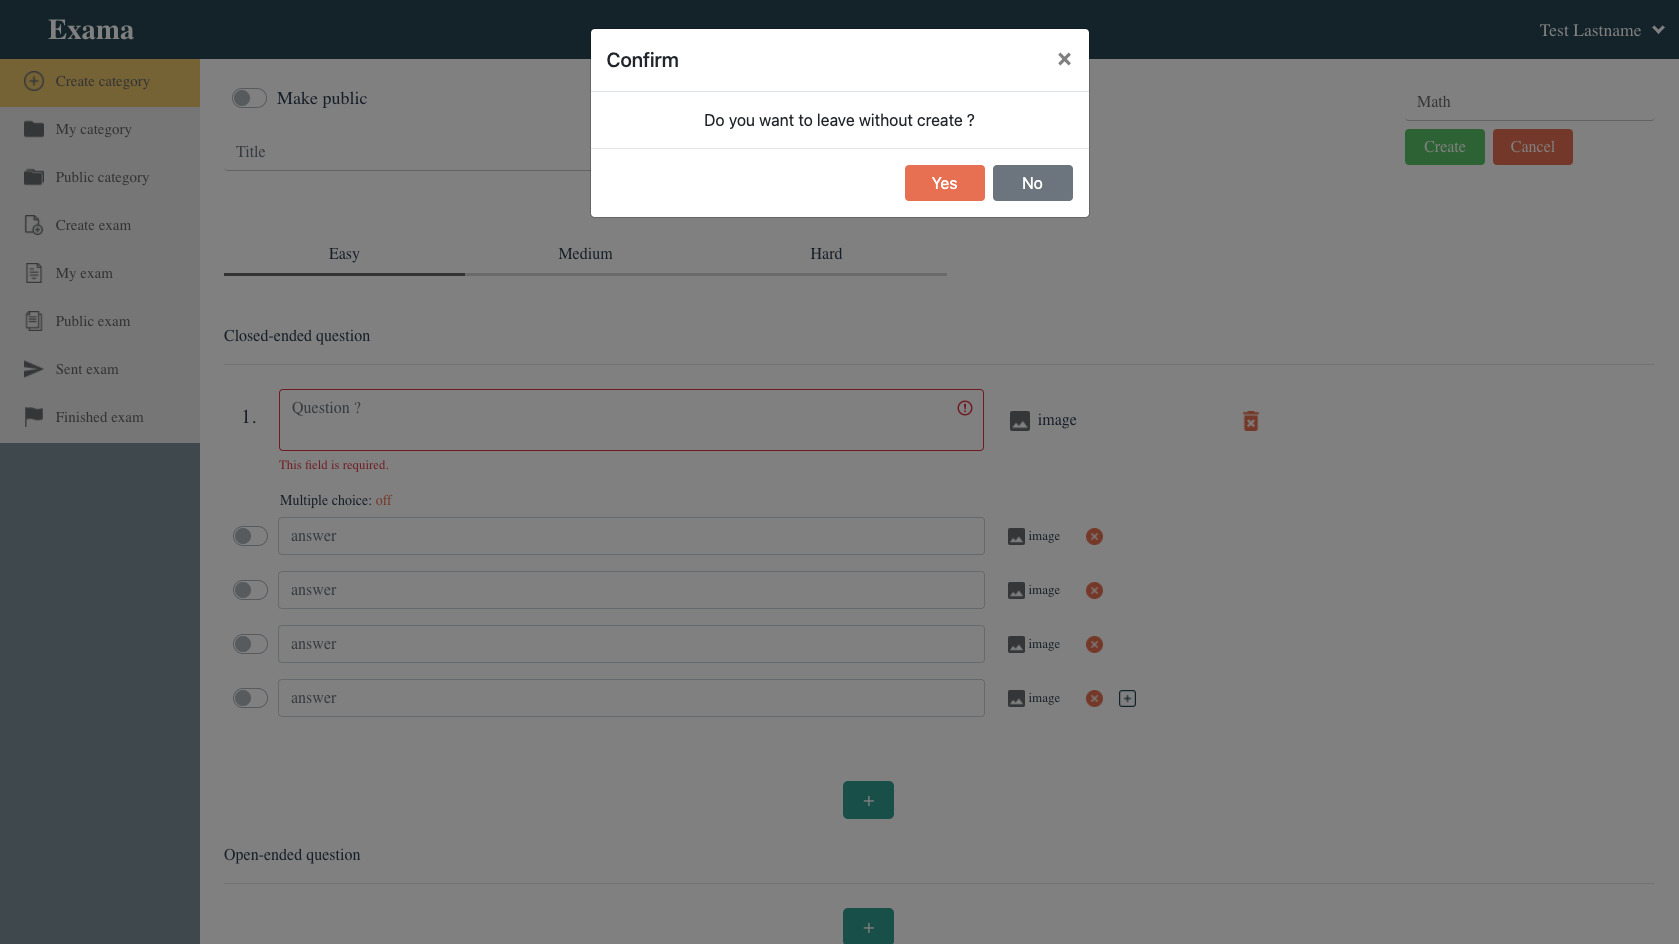 Exama
Test Lastname
Confirm
×
Do you want to leave without create ?
Yes
No
Create category
My category
Public category
Create exam
My exam
Public exam
Sent exam
Finished exam
Make public
Math
Title
Create
Cancel
Easy
Medium
Hard
Closed-ended question
1.
Question ?
image
This field is required.
Multiple choice: off
answer
image
answer
image
answer
image
answer
image
+
Open-ended question
+